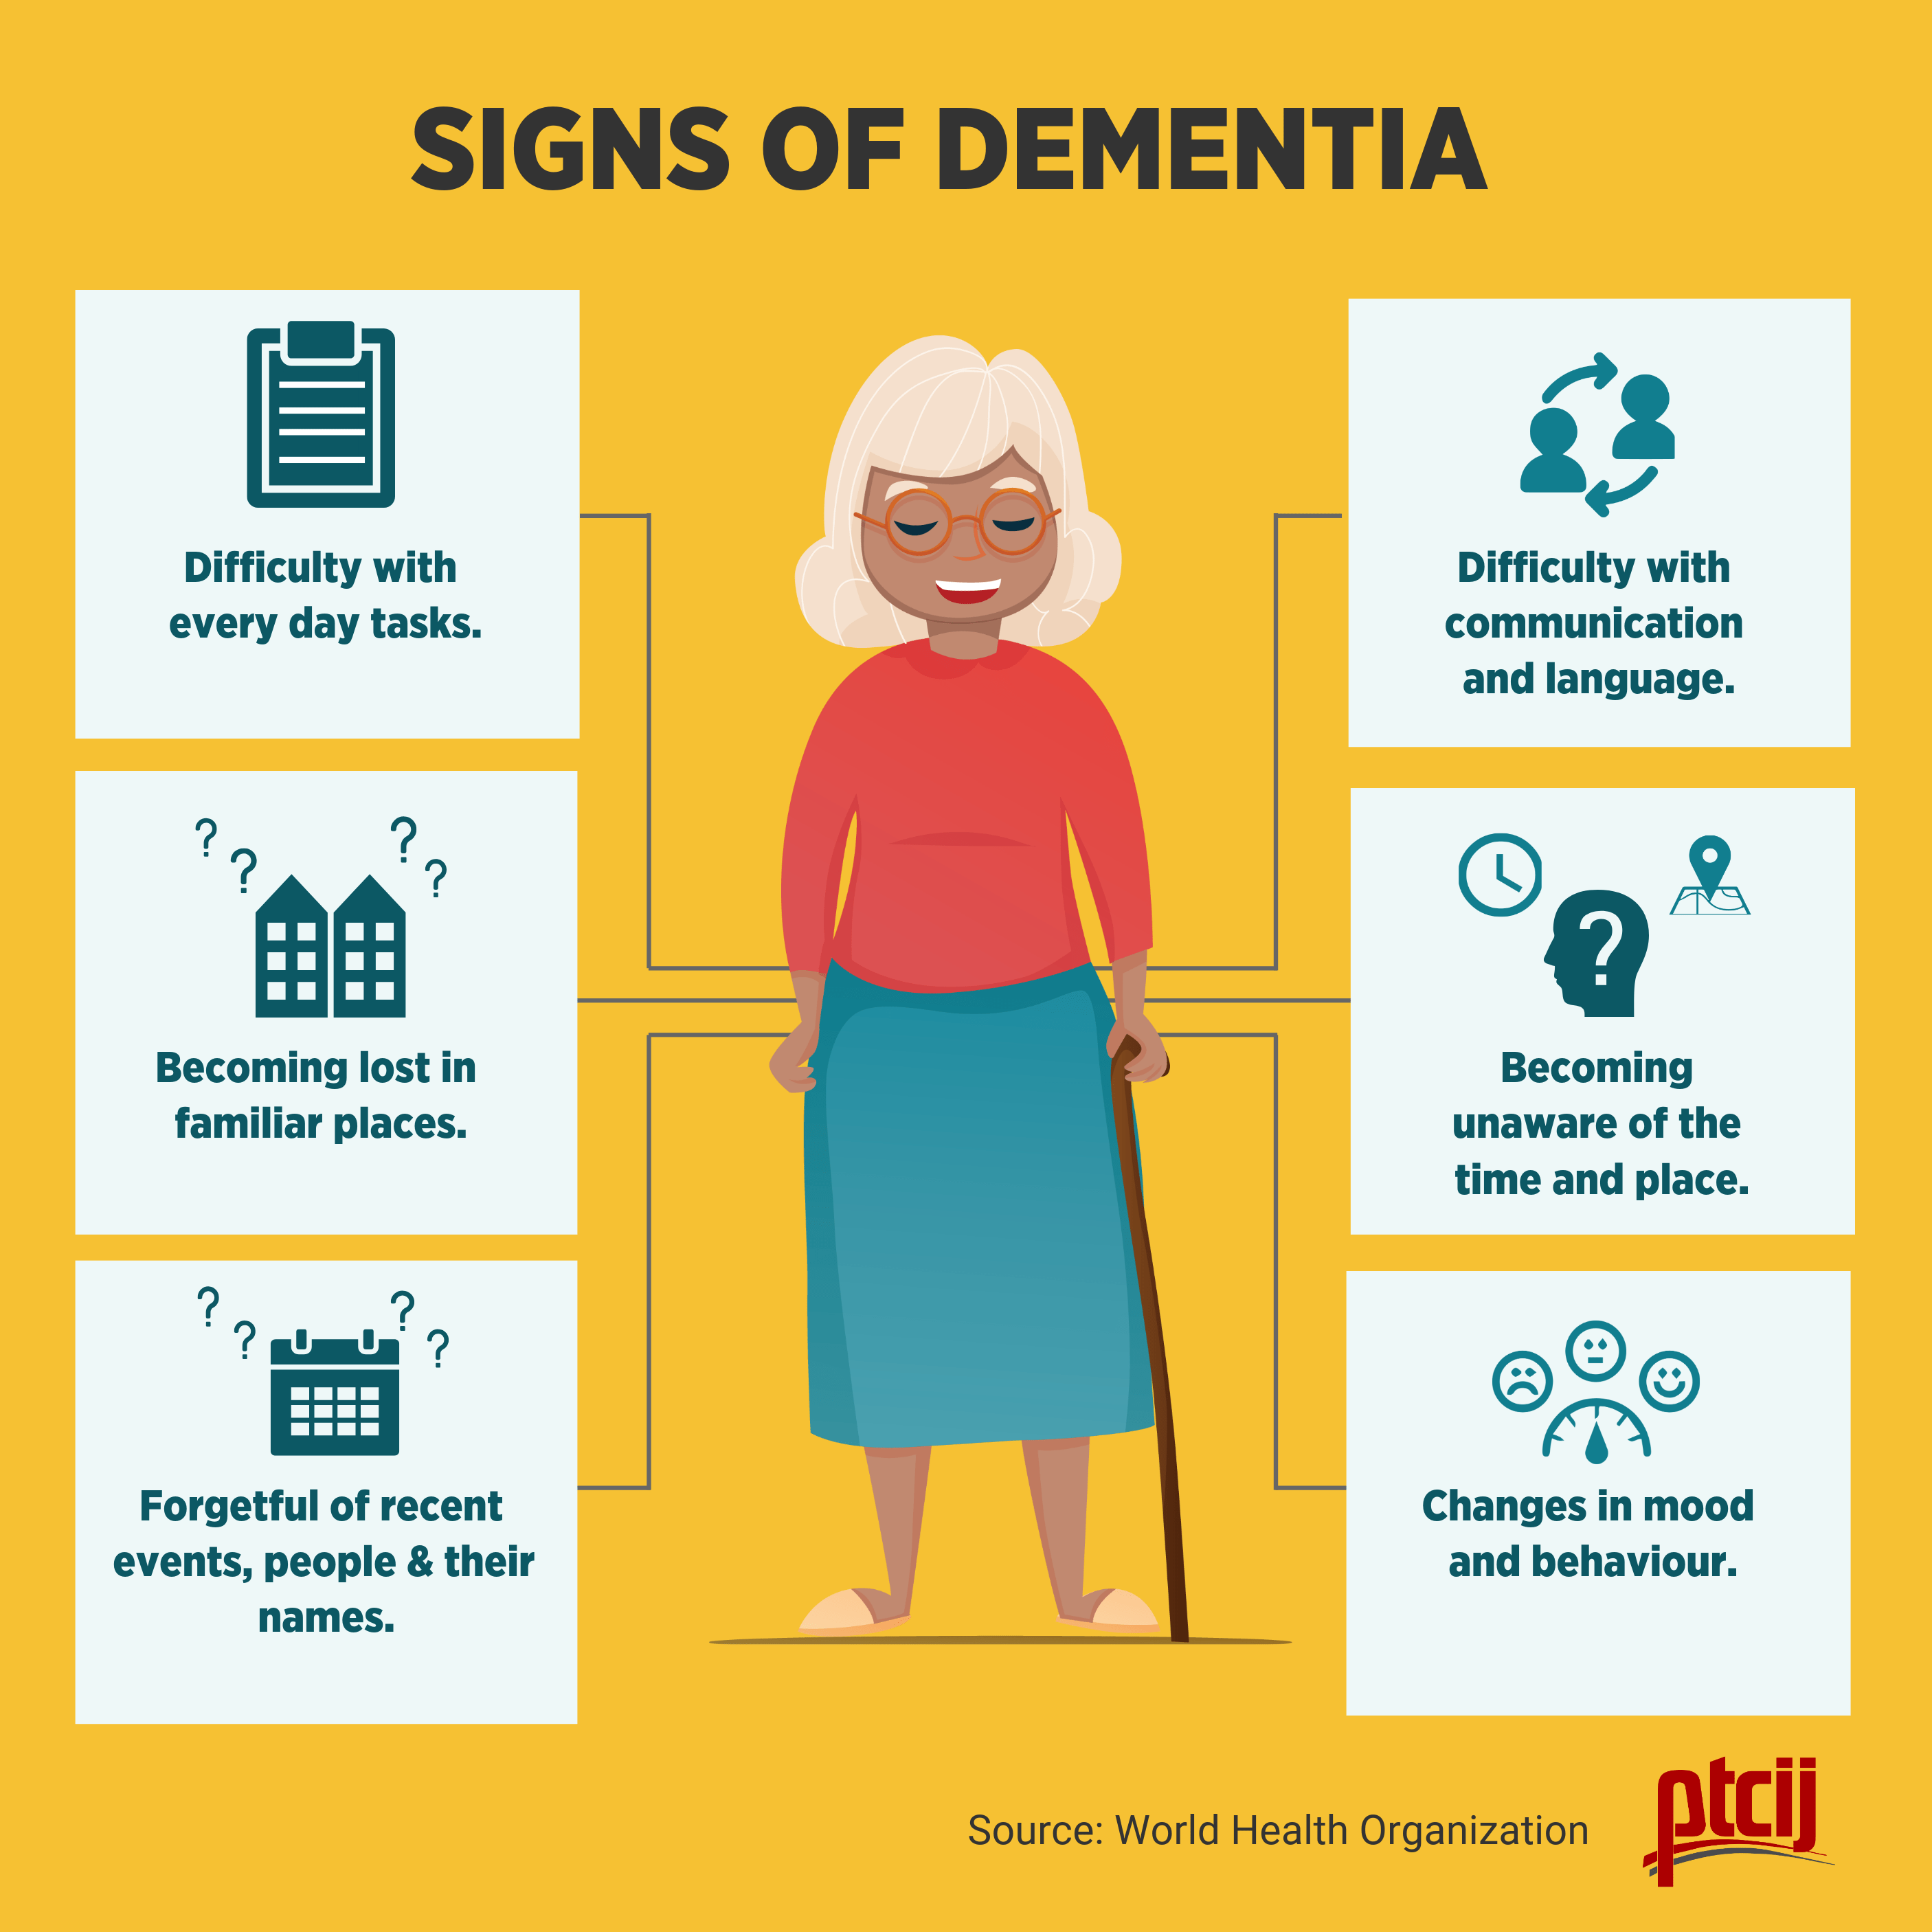 SIGNS OF DEMENTIA
Difficulty with
every day tasks.
Becoming lost in
familiar places.
Forgetful of recent
events, people & their
names.
Difficulty with
communication
and language.
Becoming
unaware of the
time and place.
Changes in mood
and behaviour.
Source: World Health Organization
ptcij